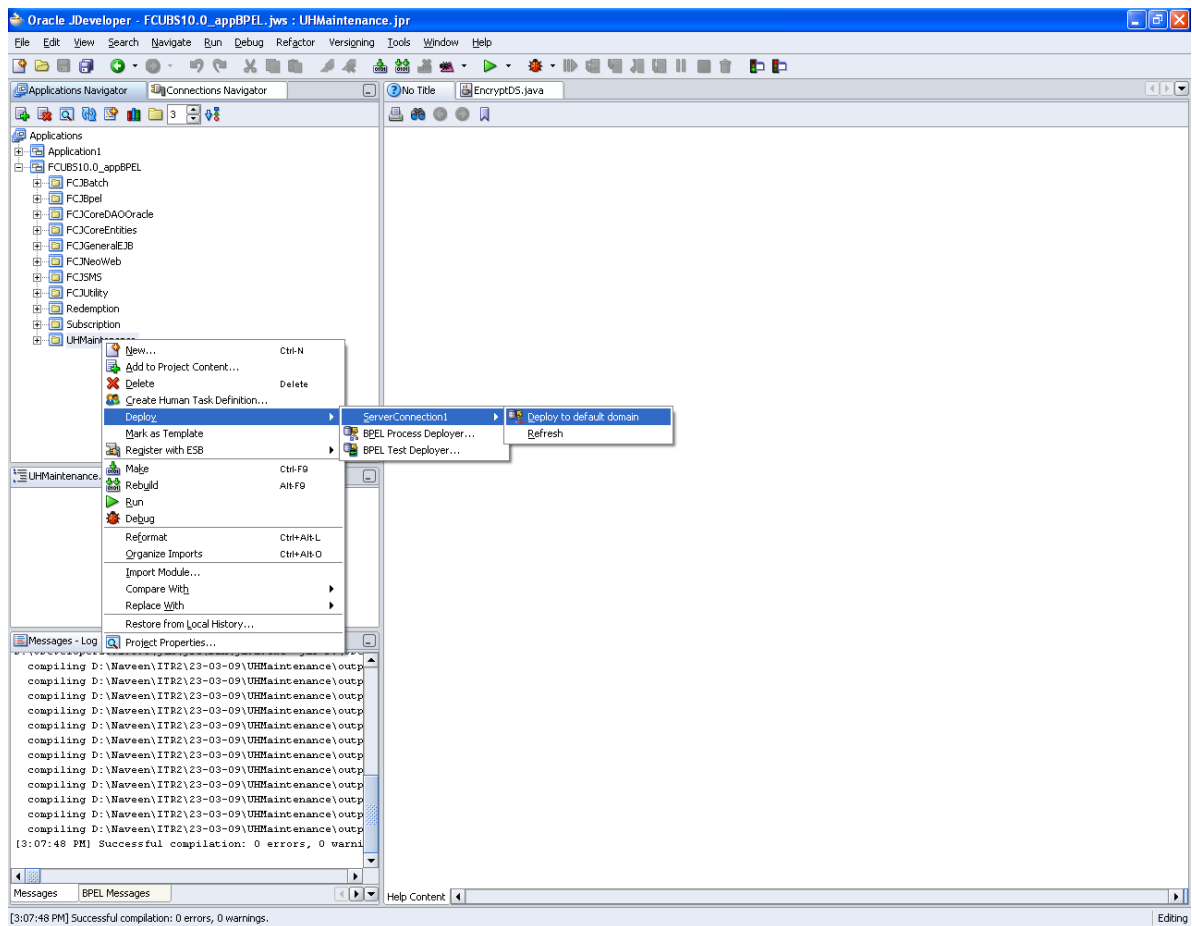 Oracle JDeveloper - FCUBS10.0_appBPEL.jws : UHMaintenance.jpr
File Edit View Search Navigate Run Debug Refactor Versioning Tools Window Help
Applications Navigator Connections Navigator
No Title EncryptDS.java
3
Applications
Application1
FCUBS10.0_appBPEL
FCJBatch
FCJBpel
FCJCoreDAOOracle
FCJCoreEntities
FCJGeneralEJB
FCJNeoWeb
FCJSMS
FCJUtility
Redemption
Subscription
New... Ctrl-N
Add to Project Content...
Delete Delete
Create Human Task Definition...
Deploy ServerConnection1 Deploy to default domain
Mark as Template BPEL Process Deployer... Refresh
Register with ESB BPEL Test Deployer...
Make Ctrl-F9
UHMaintenance.
Rebuild Alt-F9
Run
Debug
Reformat Ctrl+Alt-L
Organize Imports Ctrl+Alt-O
Import Module...
Compare With
Replace With
Restore from Local History...
Messages - Log Project Properties...
compiling D:\Naveen\ITR2\23-03-09\UHMaintenance\outp
compiling D:\Naveen\ITR2\23-03-09\UHMaintenance\outp
compiling D:\Naveen\ITR2\23-03-09\UHMaintenance\outp
compiling D:\Naveen\ITR2\23-03-09\UHMaintenance\outp
compiling D:\Naveen\ITR2\23-03-09\UHMaintenance\outp
compiling D:\Naveen\ITR2\23-03-09\UHMaintenance\outp
compiling D:\Naveen\ITR2\23-03-09\UHMaintenance\outp
compiling D:\Naveen\ITR2\23-03-09\UHMaintenance\outp
compiling D:\Naveen\ITR2\23-03-09\UHMaintenance\outp
compiling D:\Naveen\ITR2\23-03-09\UHMaintenance\outp
compiling D:\Naveen\ITR2\23-03-09\UHMaintenance\outp
compiling D:\Naveen\ITR2\23-03-09\UHMaintenance\outp
[3:07:48 PM] Successful compilation: 0 errors, 0 warni
Messages BPEL Messages
Help Content
[3:07:48 PM] Successful compilation: 0 errors, 0 warnings. Editing